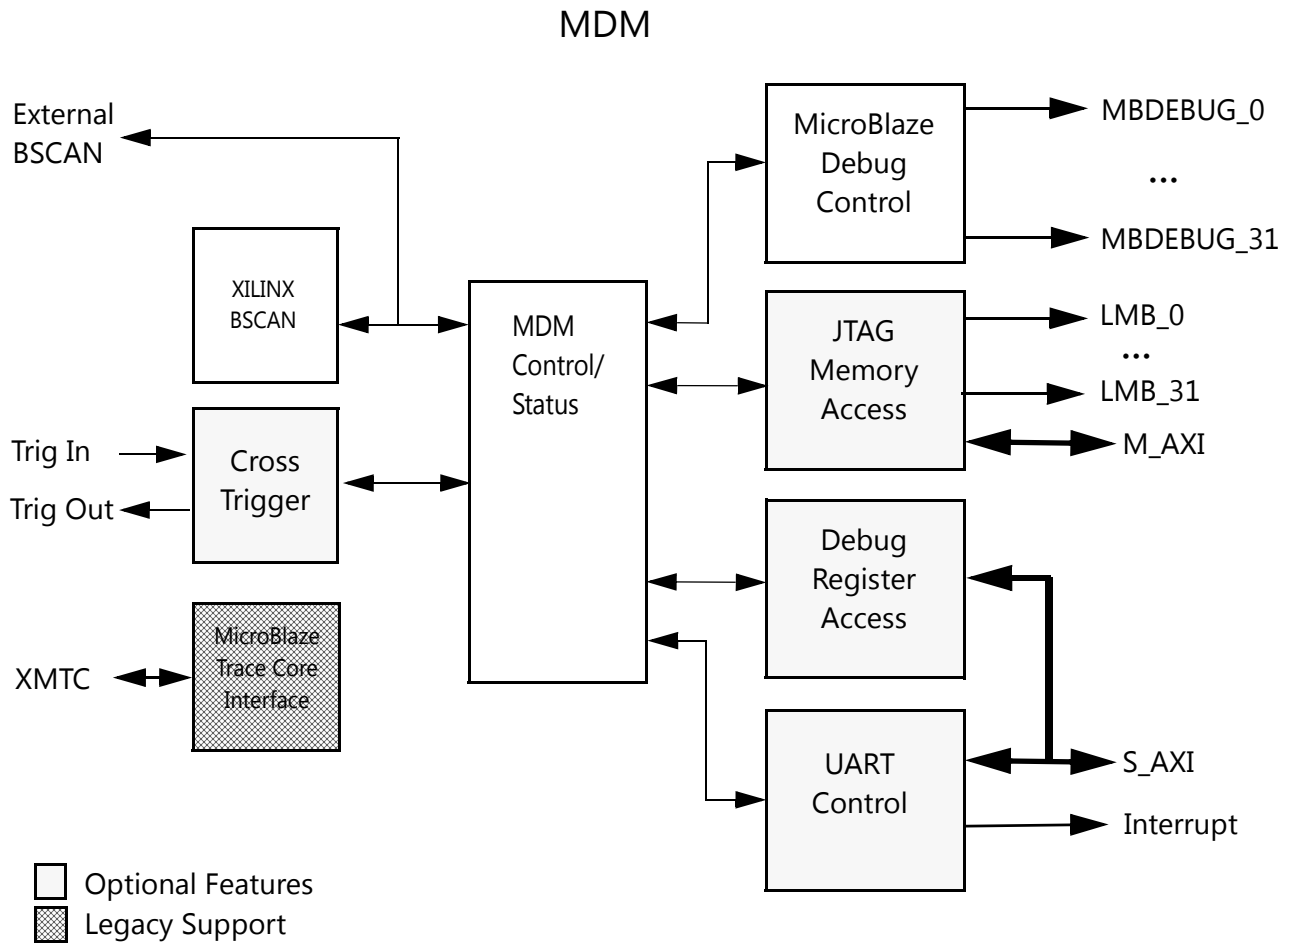 MDM
External
BSCAN
XILINX
BSCAN
Trig In
Trig Out
Cross
Trigger
XMTC
MicroBlaze
Trace Core
Interface
MDM
Control/
Status
MicroBlaze
Debug
Control
MBDEBUG_0
...
MBDEBUG_31
JTAG
Memory
Access
LMB_0
...
LMB_31
M_AXI
Debug
Register
Access
UART
Control
S_AXI
Interrupt
Optional Features
Legacy Support